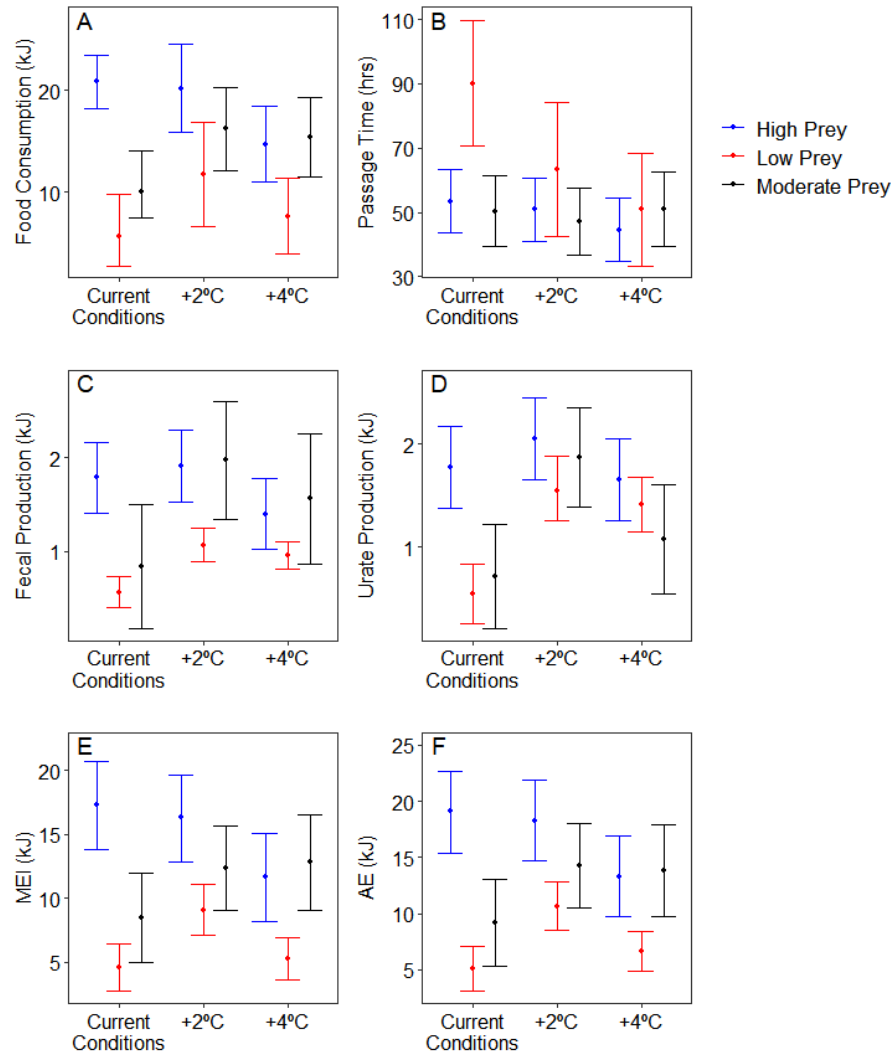 A
Food Consumption (kJ)
20
10
Current
Conditions
+2ºC
+4ºC
B
Passage Time (hrs)
110
90
70
50
30
Current
Conditions
+2ºC
+4ºC
High Prey
Low Prey
Moderate Prey
C
Fecal Production (kJ)
2
1
Current
Conditions
+2ºC
+4ºC
D
Urate Production (kJ)
2
1
Current
Conditions
+2ºC
+4ºC
E
MEI (kJ)
20
15
10
5
Current
Conditions
+2ºC
+4ºC
F
AE (kJ)
25
20
15
10
5
Current
Conditions
+2ºC
+4ºC